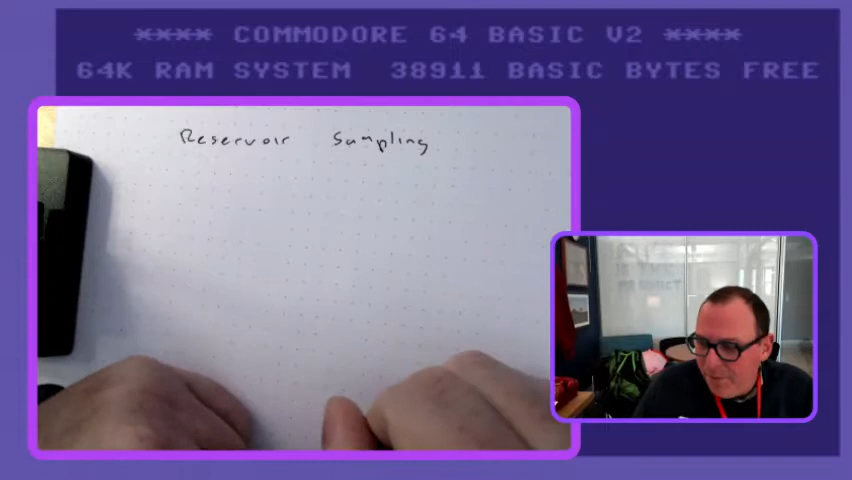 **** COMMODORE 64 BASIC V2 ****
64K RAM SYSTEM 38911 BASIC BYTES FREE
Reservoir Sampling